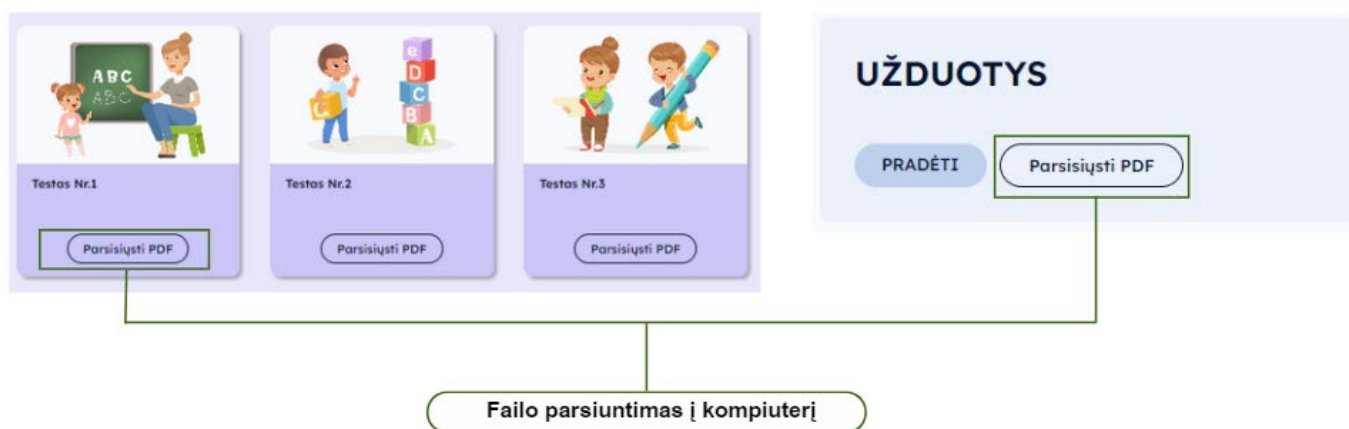 ABC
ABC
e
D
C
B
A
C
Testas Nr.1
Testas Nr.2
Testas Nr.3
Parsisiųsti PDF
Parsisiųsti PDF
Parsisiųsti PDF
UŽDUOTYS
PRADĖTI
Parsisiųsti PDF
Failo parsiuntimas į kompiuterį